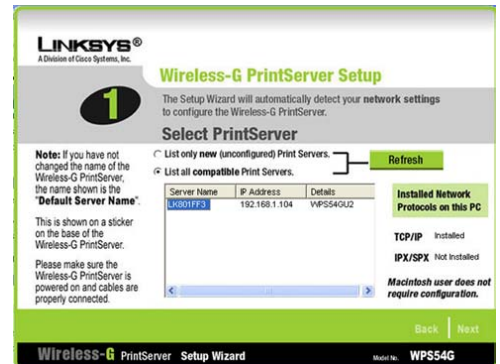 LINKSYS®
A Division of Cisco Systems, Inc.
Wireless-G PrintServer Setup
1
The Setup Wizard will automatically detect your network settings
to configure the Wireless-G PrintServer.
Select PrintServer
Note: If you have not
changed the name of the
Wireless-G PrintServer,
the name shown is the
"Default Server Name".
This is shown on a sticker
on the base of the
Wireless-G PrintServer.
Please make sure the
Wireless-G PrintServer is
powered on and cables are
properly connected.
List only new (unconfigured) Print Servers.
List all compatible Print Servers.
Refresh
Server Name IP Address Details
LK801FF3 192.168.1.104 WPS54GU2
Installed Network
Protocols on this PC
TCP/IP Installed
IPX/SPX Not Installed
Macintosh user does not
require configuration.
Back Next
Wireless-G PrintServer Setup Wizard
Model No. WPS54G